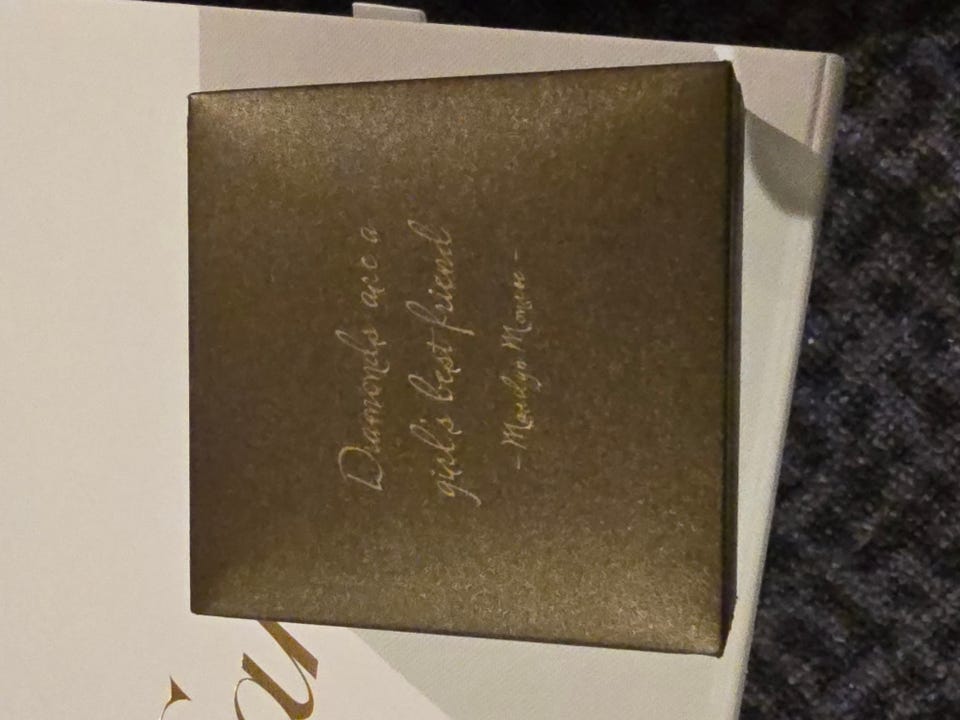 Diamonds are a
girl's best friend
- Marilyn Monroe -